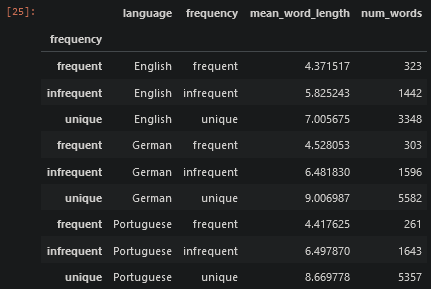 [25]:
language frequency mean_word_length num_words
frequency
frequent English frequent 4.371517 323
infrequent English infrequent 5.825243 1442
unique English unique 7.005675 3348
frequent German frequent 4.528053 303
infrequent German infrequent 6.481830 1596
unique German unique 9.006987 5582
frequent Portuguese frequent 4.417625 261
infrequent Portuguese infrequent 6.497870 1643
unique Portuguese unique 8.669778 5357